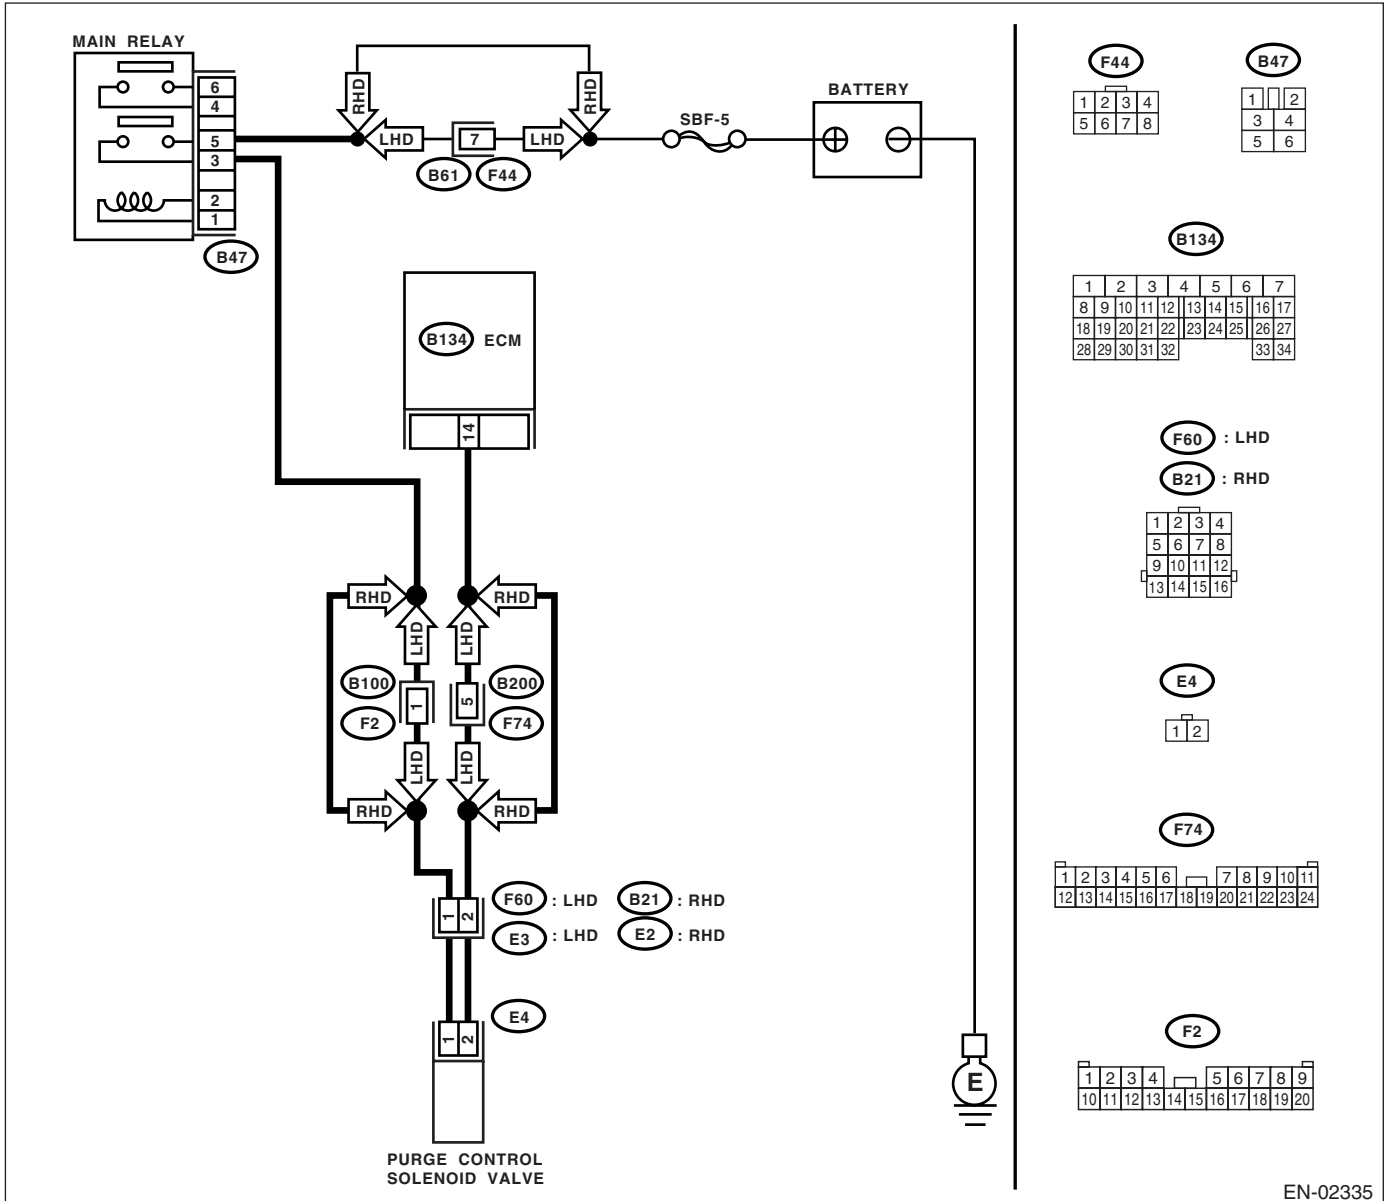 MAIN RELAY
6
4
5
3
2
1
B47
RHD
RHD
LHD
7
LHD
B61
F44
SBF-5
BATTERY
B134
ECM
14
RHD
RHD
LHD
LHD
B100
B200
1
5
F2
F74
LHD
LHD
RHD
RHD
1 2
F60 : LHD B21 : RHD
E3 : LHD E2 : RHD
E4
1 2
PURGE CONTROL
SOLENOID VALVE
E
F44
1 2 3 4
5 6 7 8
B47
1 2
3 4
5 6
B134
1 2 3 4 5 6 7
8 9 10 11 12 13 14 15 16 17
18 19 20 21 22 23 24 25 26 27
28 29 30 31 32 33 34
F60 : LHD
B21 : RHD
1 2 3 4
5 6 7 8
9 10 11 12
13 14 15 16
E4
1 2
F74
1 2 3 4 5 6 7 8 9 10 11
12 13 14 15 16 17 18 19 20 21 22 23 24
F2
1 2 3 4 5 6 7 8 9
10 11 12 13 14 15 16 17 18 19 20
EN-02335